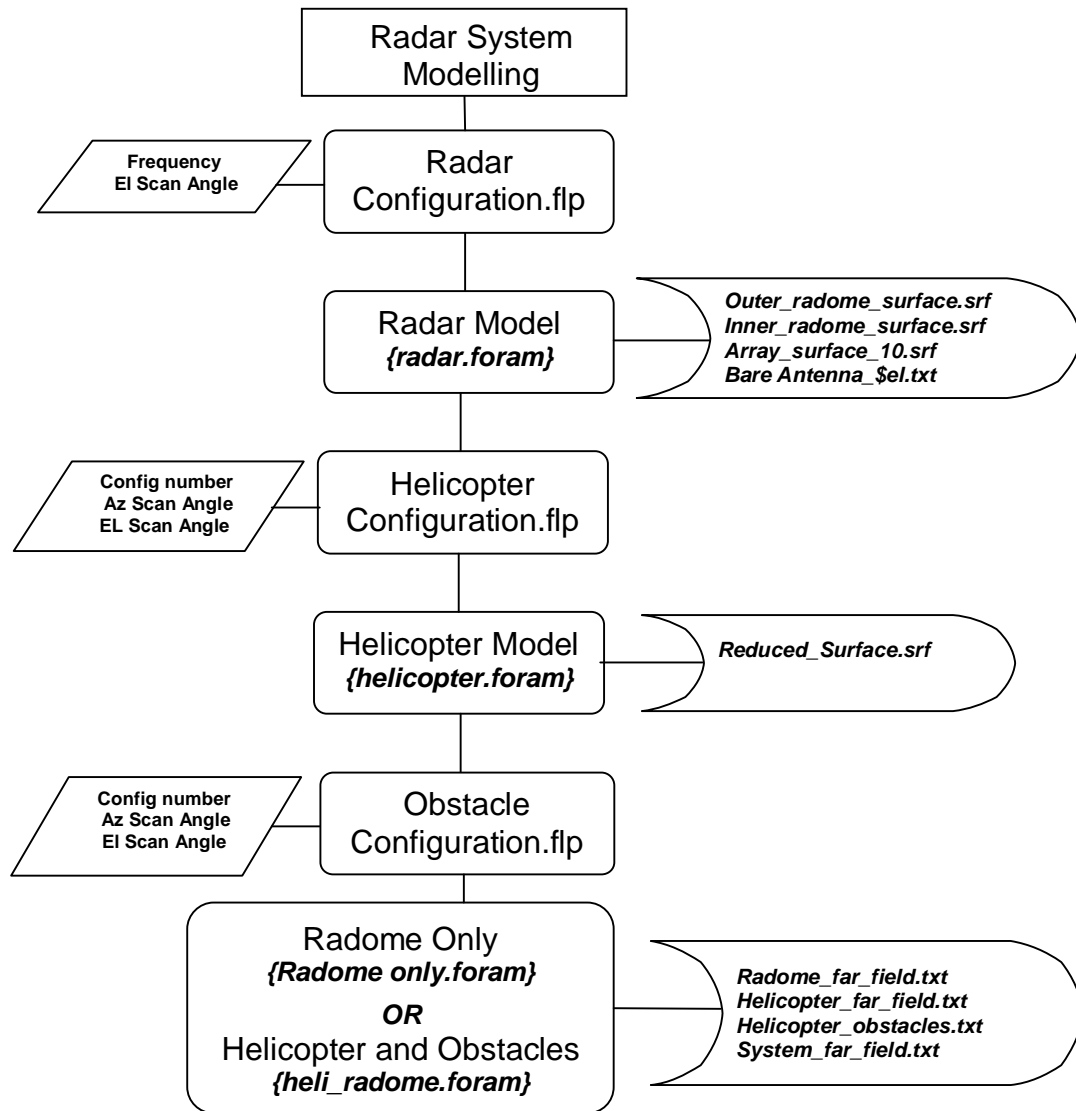 Radar System
Modelling
Frequency
El Scan Angle
Radar
Configuration.flp
Radar Model
{radar.foram}
Outer_radome_surface.srf
Inner_radome_surface.srf
Array_surface_10.srf
Bare Antenna_$el.txt
Config number
Az Scan Angle
EL Scan Angle
Helicopter
Configuration.flp
Helicopter Model
{helicopter.foram}
Reduced_Surface.srf
Config number
Az Scan Angle
El Scan Angle
Obstacle
Configuration.flp
Radome Only
{Radome only.foram}
OR
Helicopter and Obstacles
{heli_radome.foram}
Radome_far_field.txt
Helicopter_far_field.txt
Helicopter_obstacles.txt
System_far_field.txt